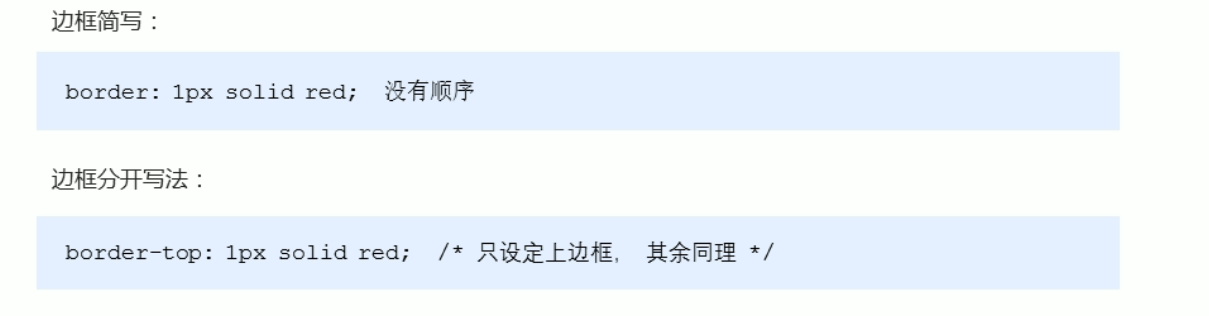 边框简写：
border: 1px solid red;  没有顺序
边框分开写法：
border-top: 1px solid red;  /* 只设定上边框， 其余同理 */